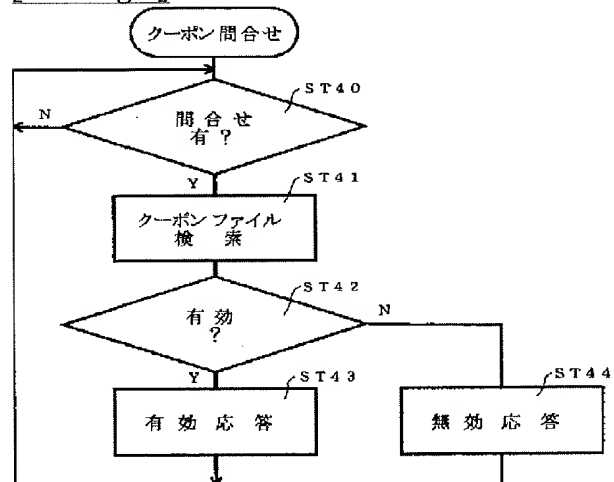 クーポン問合せ
ST40
N
問合せ
有?
Y
ST41
クーポンファイル
検索
ST42
N
有効
?
Y
ST43
ST44
有効応答
無効応答